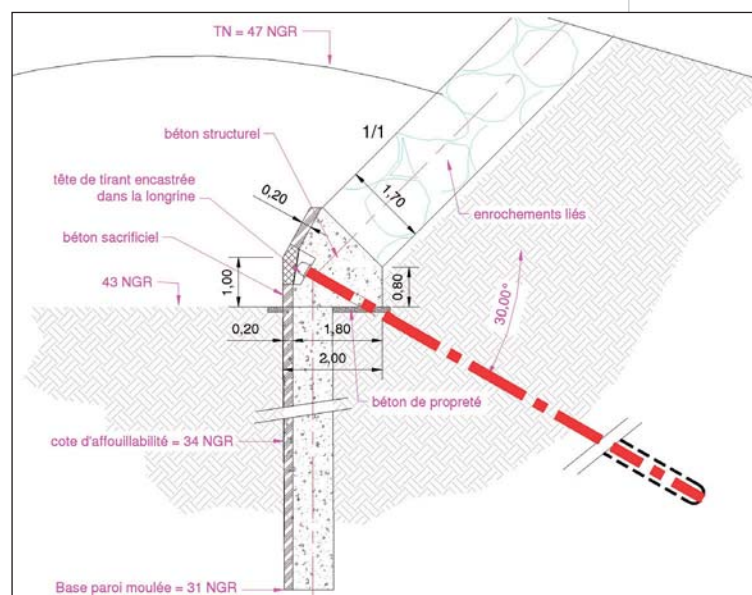 TN = 47 NGR
béton structurel
1/1
tête de tirant encastrée
dans la longrine
0,20
1,70
béton sacrificiel
enrochements liés
43 NGR
1,00
0,80
30,00°
0,20
1,80
2,00
béton de propreté
cote d'affouillabilité = 34 NGR
Base paroi moulée = 31 NGR